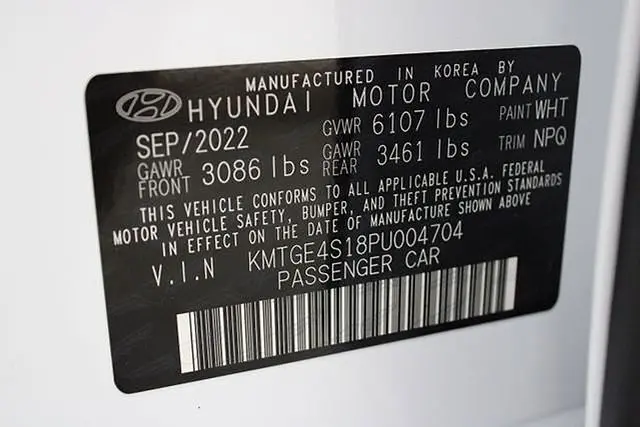 MANUFACTURED IN KOREA BY
HYUNDAI MOTOR COMPANY
SEP/2022 GVWR 6107 lbs PAINT WHT
GAWR FRONT 3086 lbs GAWR REAR 3461 lbs TRIM NPQ
THIS VEHICLE CONFORMS TO ALL APPLICABLE U.S.A. FEDERAL
MOTOR VEHICLE SAFETY, BUMPER, AND THEFT PREVENTION STANDARDS
IN EFFECT ON THE DATE OF MANUFACTURE SHOWN ABOVE
V.I.N KMTGE4S18PU004704
PASSENGER CAR